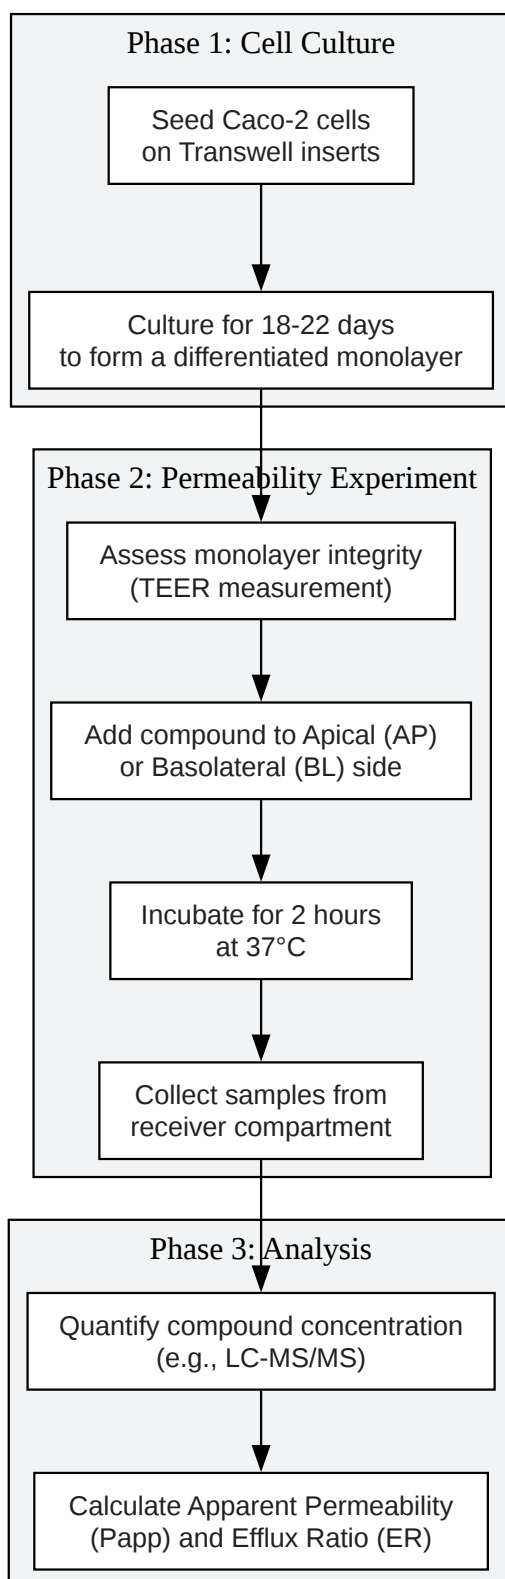 Phase 1: Cell Culture
Seed Caco-2 cells
on Transwell inserts
Culture for 18-22 days
to form a differentiated monolayer
Phase 2: Permeability Experiment
Assess monolayer integrity
(TEER measurement)
Add compound to Apical (AP)
or Basolateral (BL) side
Incubate for 2 hours
at 37°C
Collect samples from
receiver compartment
Phase 3: Analysis
Quantify compound concentration
(e.g., LC-MS/MS)
Calculate Apparent Permeability
(Papp) and Efflux Ratio (ER)